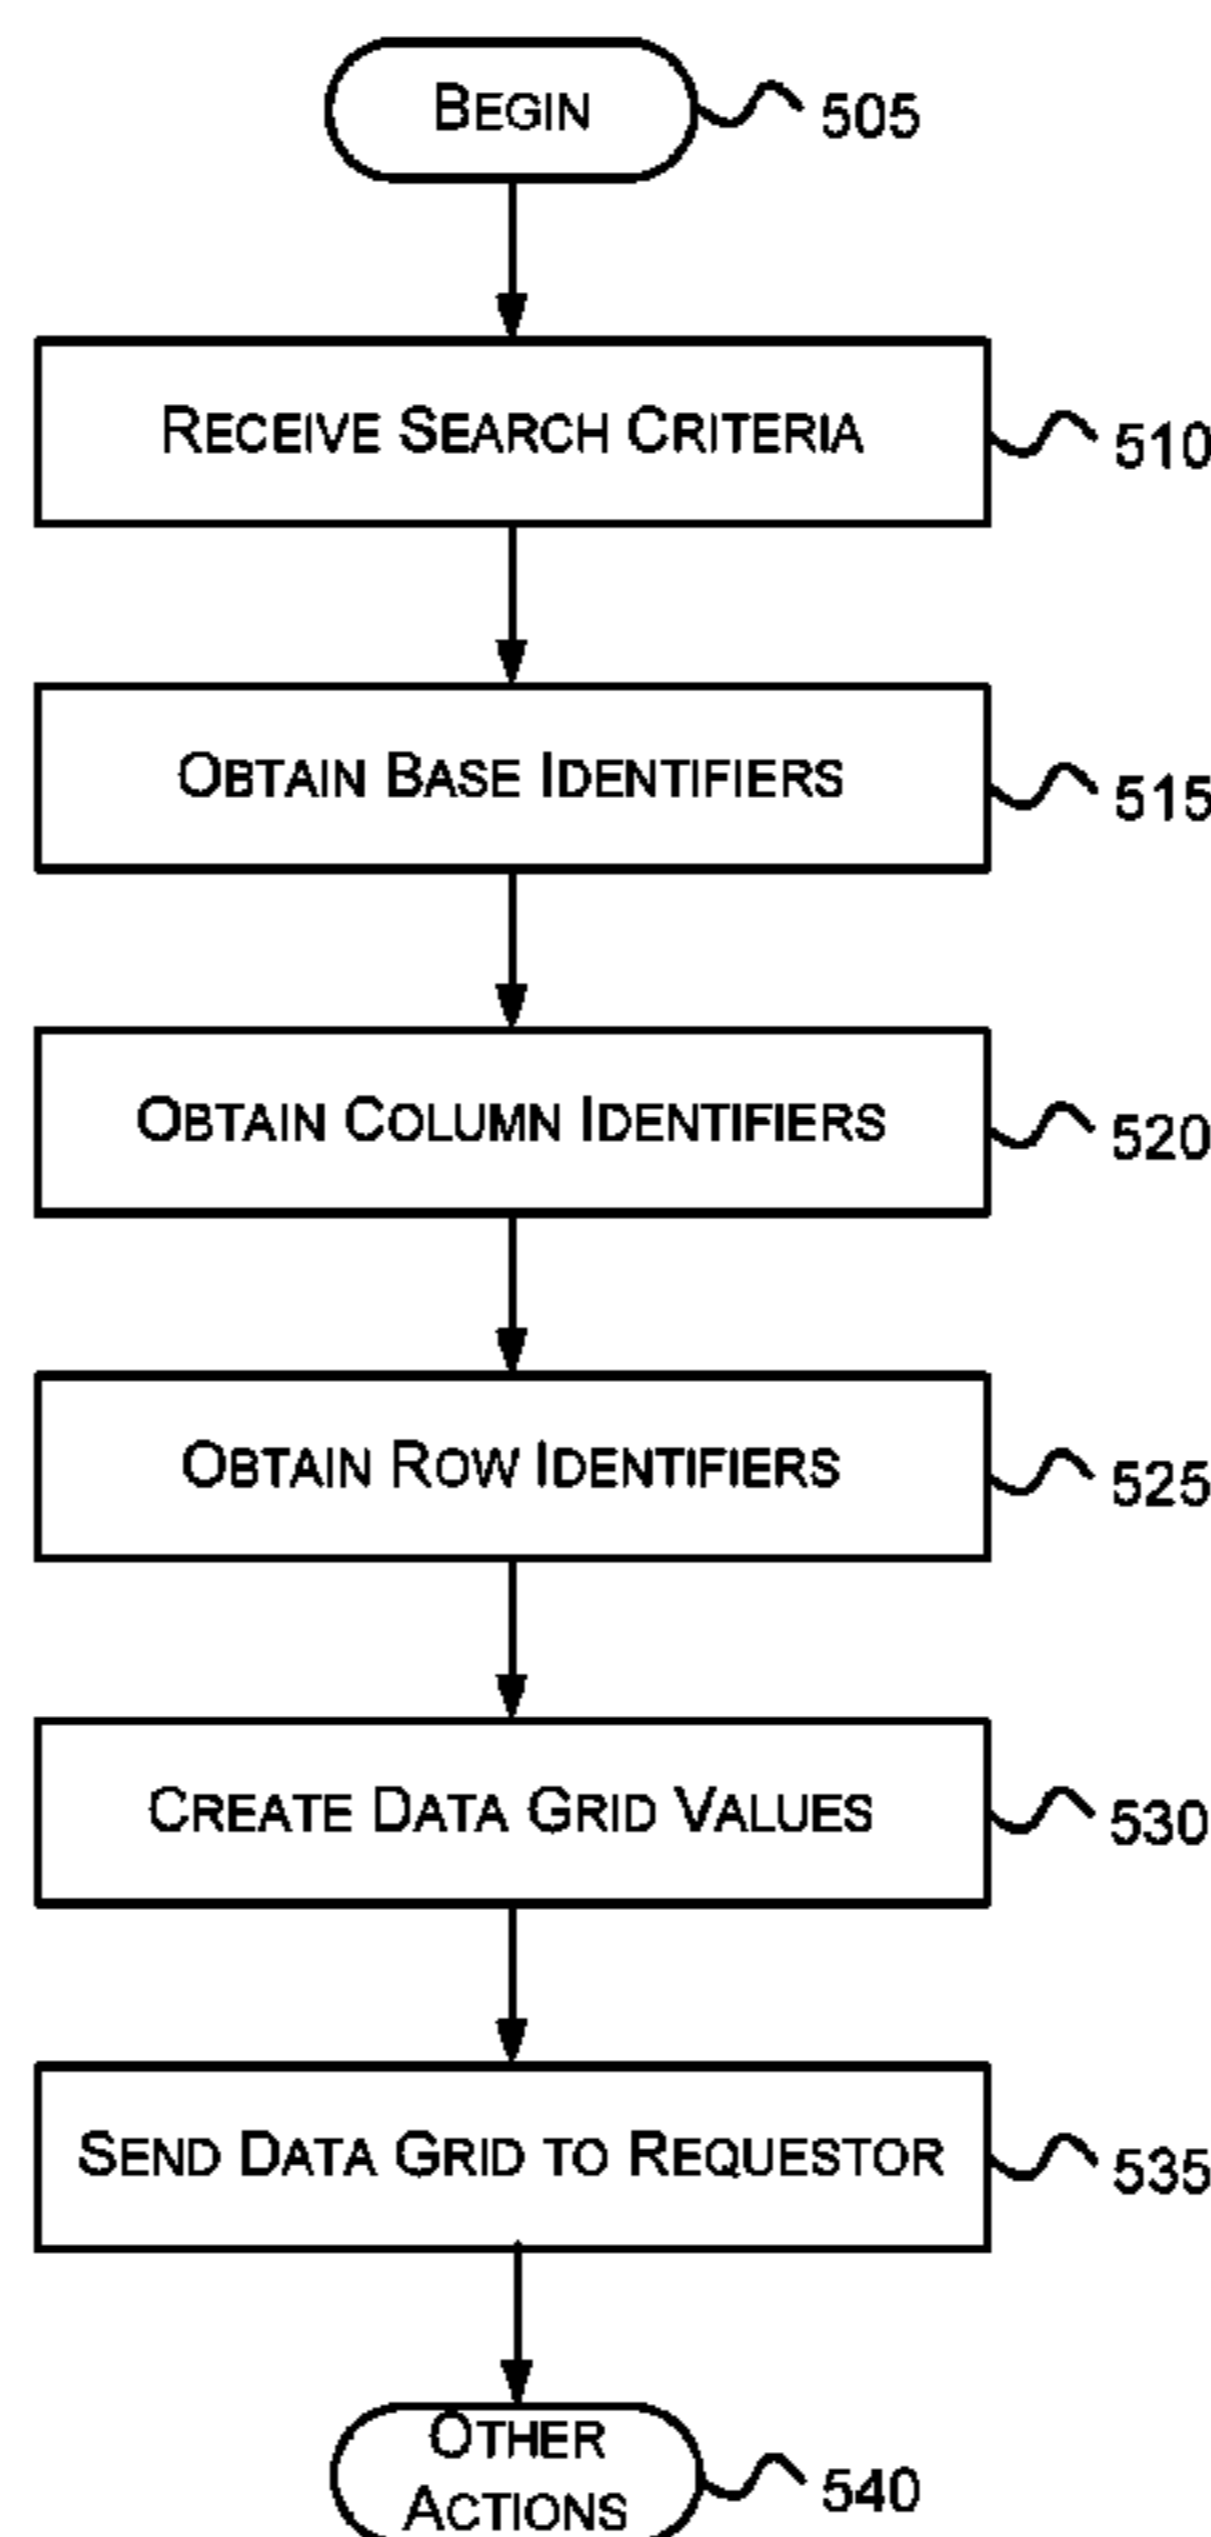 BEGIN
505
RECEIVE SEARCH CRITERIA
510
OBTAIN BASE IDENTIFIERS
515
OBTAIN COLUMN IDENTIFIERS
520
OBTAIN ROW IDENTIFIERS
525
CREATE DATA GRID VALUES
530
SEND DATA GRID TO REQUESTOR
535
OTHER
ACTIONS
540